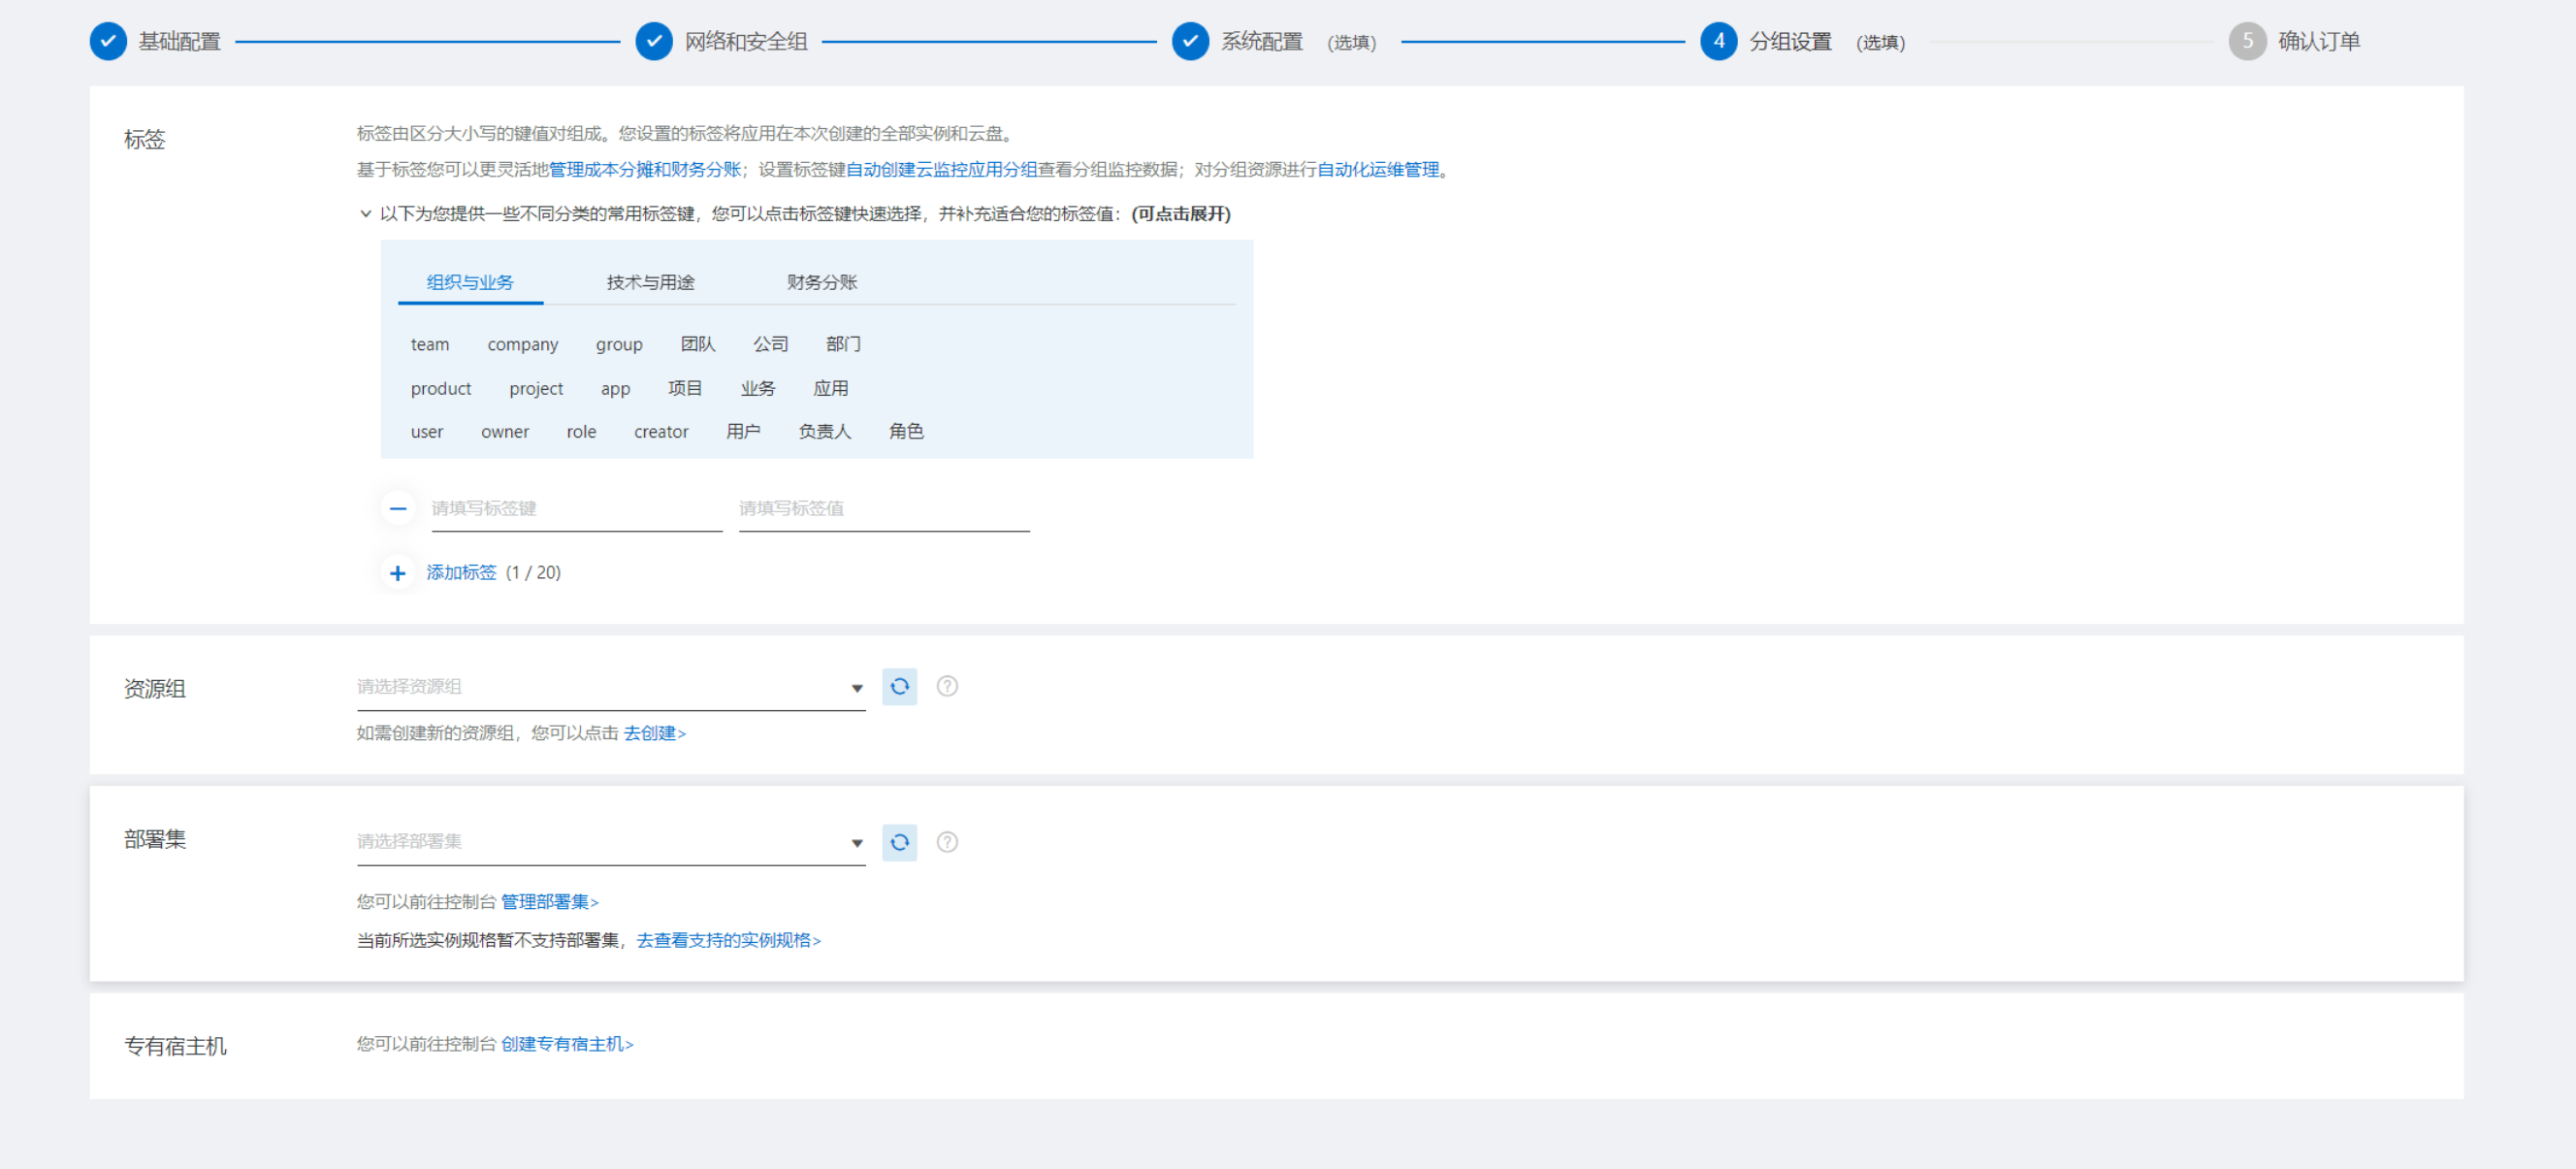 基础配置 网络和安全组 系统配置 (选填) 4 分组设置 (选填) 5 确认订单
标签
标签由区分大小写的键值对组成。您设置的标签将应用在本次创建的全部实例和云盘。
基于标签您可以更灵活地管理成本分摊和财务分账；设置标签键自动创建云监控应用分组查看分组监控数据；对分组资源进行自动化运维管理。
以下为您提供一些不同分类的常用标签键，您可以点击标签键快速选择，并补充适合您的标签值：(可点击展开)
组织与业务 技术与用途 财务分账
team company group 团队 公司 部门
product project app 项目 业务 应用
user owner role creator 用户 负责人 角色
请填写标签键 请填写标签值
添加标签 (1 / 20)
资源组 请选择资源组
如需创建新的资源组，您可以点击 去创建>
部署集 请选择部署集
您可以前往控制台 管理部署集>
当前所选实例规格暂不支持部署集，去查看支持的实例规格>
专有宿主机 您可以前往控制台 创建专有宿主机>